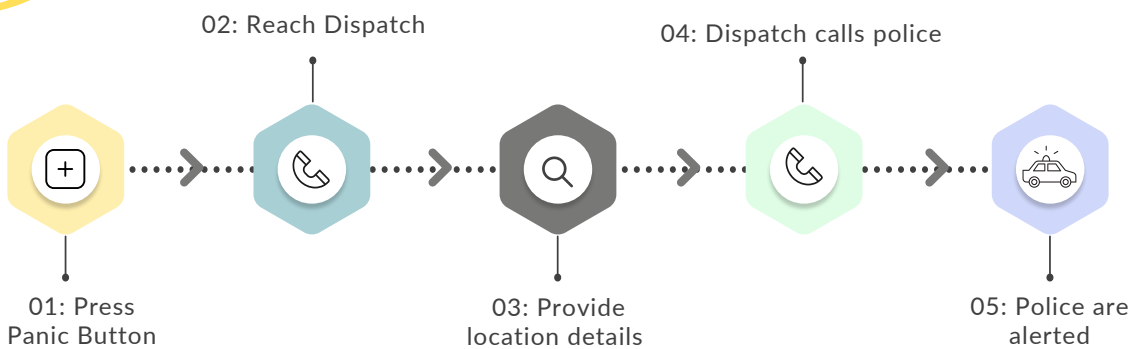 02: Reach Dispatch
04: Dispatch calls police
01: Press
Panic Button
03: Provide
location details
05: Police are
alerted